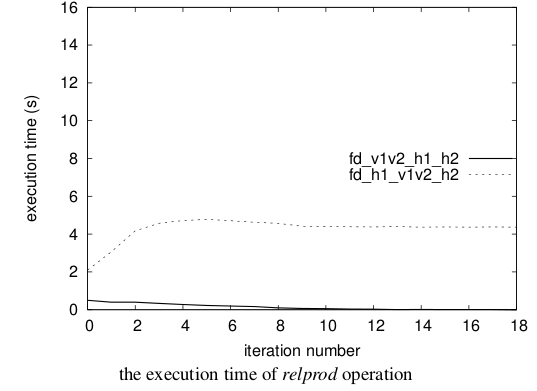 16
14
12
10
8
6
4
2
0
execution time (s)
fd_v1v2_h1_h2
fd_h1_v1v2_h2
0 2 4 6 8 10 12 14 16 18
iteration number
the execution time of relprod operation